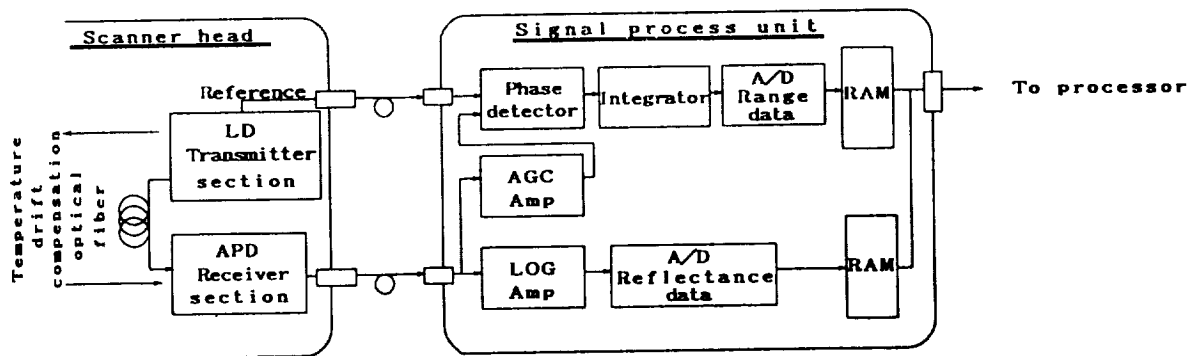 Scanner head
Signal process unit
Reference
LD
Transmitter
section
Temperature
drift
compensation
optical
fiber
APD
Receiver
section
Phase
detector
Integrator
A/D
Range
data
RAM
To processor
AGC
Amp
LOG
Amp
A/D
Reflectance
data
RAM